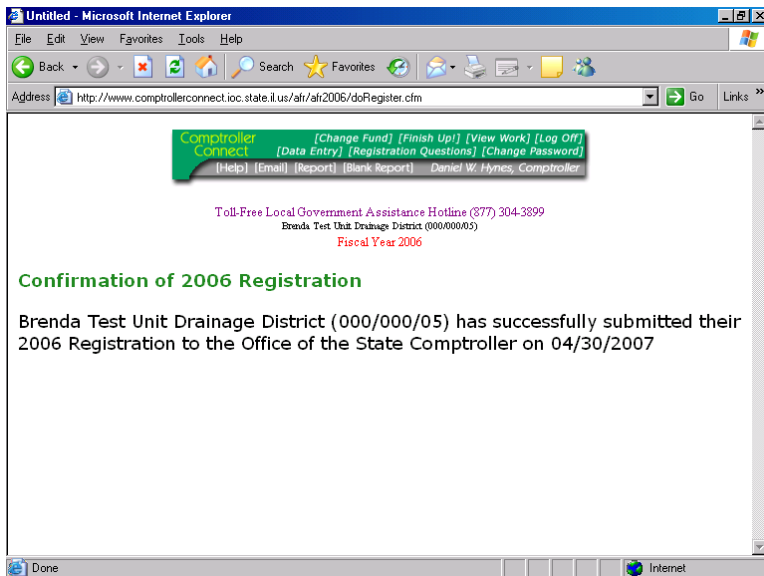 Untitled - Microsoft Internet Explorer
File Edit View Favorites Tools Help
Back Search Favorites
Address http://www.comptrollerconnect.ioc.state.il.us/afr/afr2006/doRegister.cfm Go Links »
Comptroller Connect
[Change Fund] [Finish Up!] [View Work] [Log Off]
[Data Entry] [Registration Questions] [Change Password]
[Help] [Email] [Report] [Blank Report] Daniel W. Hynes, Comptroller
Toll-Free Local Government Assistance Hotline (877) 304-3899
Brenda Test Unit Drainage District (000/000/05)
Fiscal Year 2006
Confirmation of 2006 Registration
Brenda Test Unit Drainage District (000/000/05) has successfully submitted their
2006 Registration to the Office of the State Comptroller on 04/30/2007
Done Internet